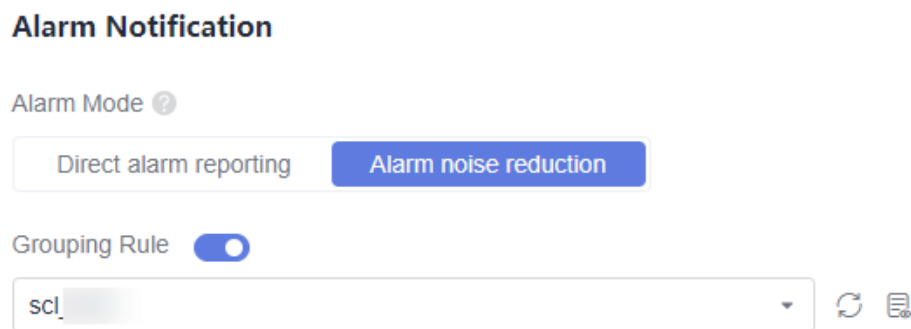 Alarm Notification
Alarm Mode ?
Direct alarm reporting Alarm noise reduction
Grouping Rule
scl_